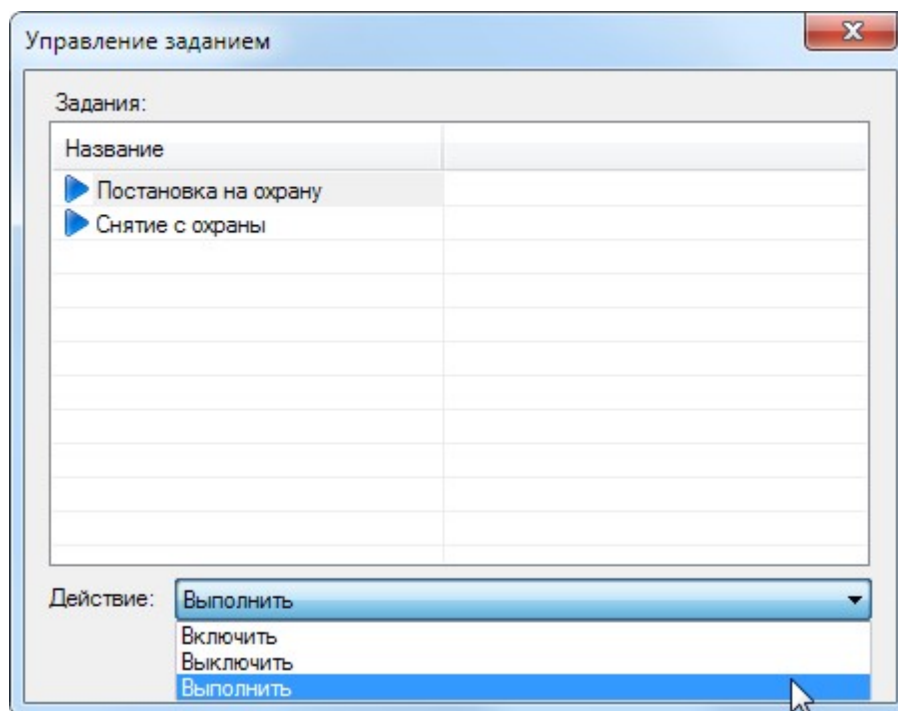 Управление заданием
Задания:
Название
Постановка на охрану
Снятие с охраны
Действие: Выполнить
Включить
Выключить
Выполнить